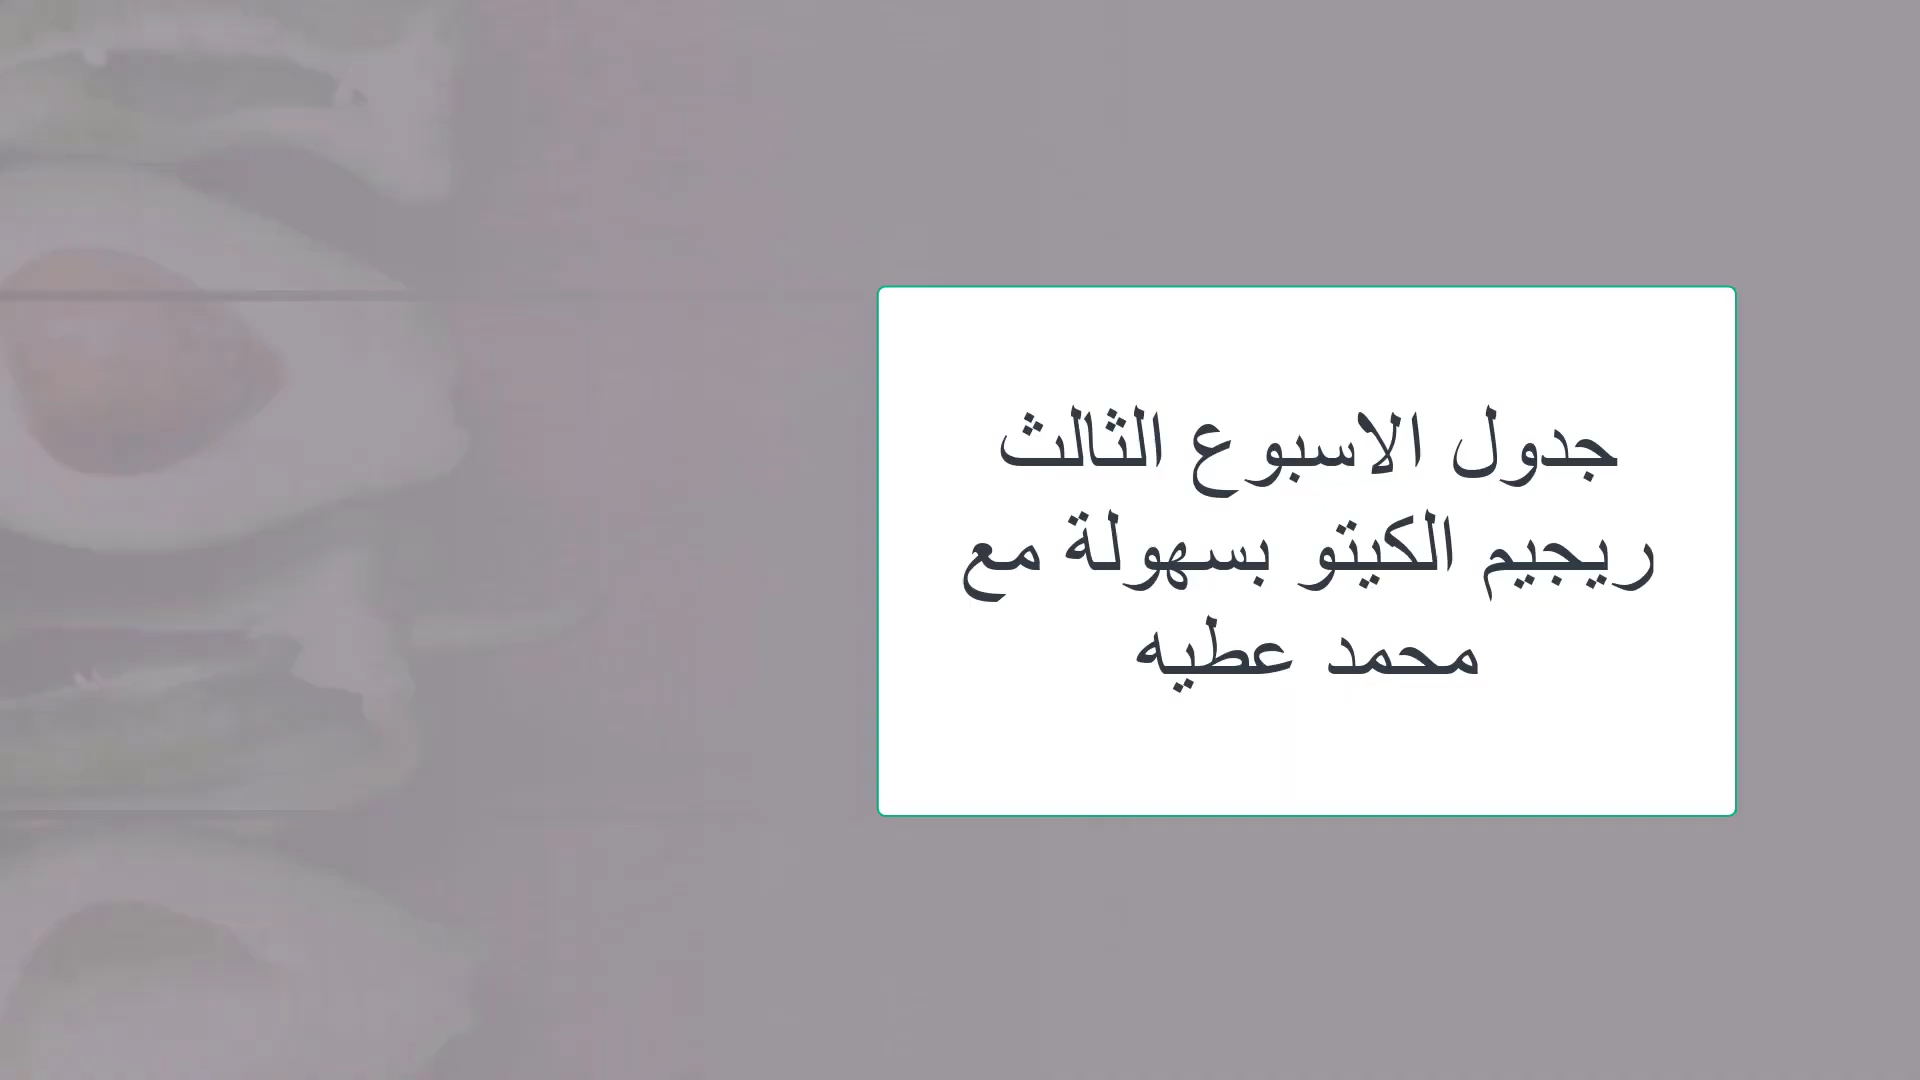 جدول الاسبوع الثالث
ريجيم الكيتو بسهولة مع
محمد عطيه